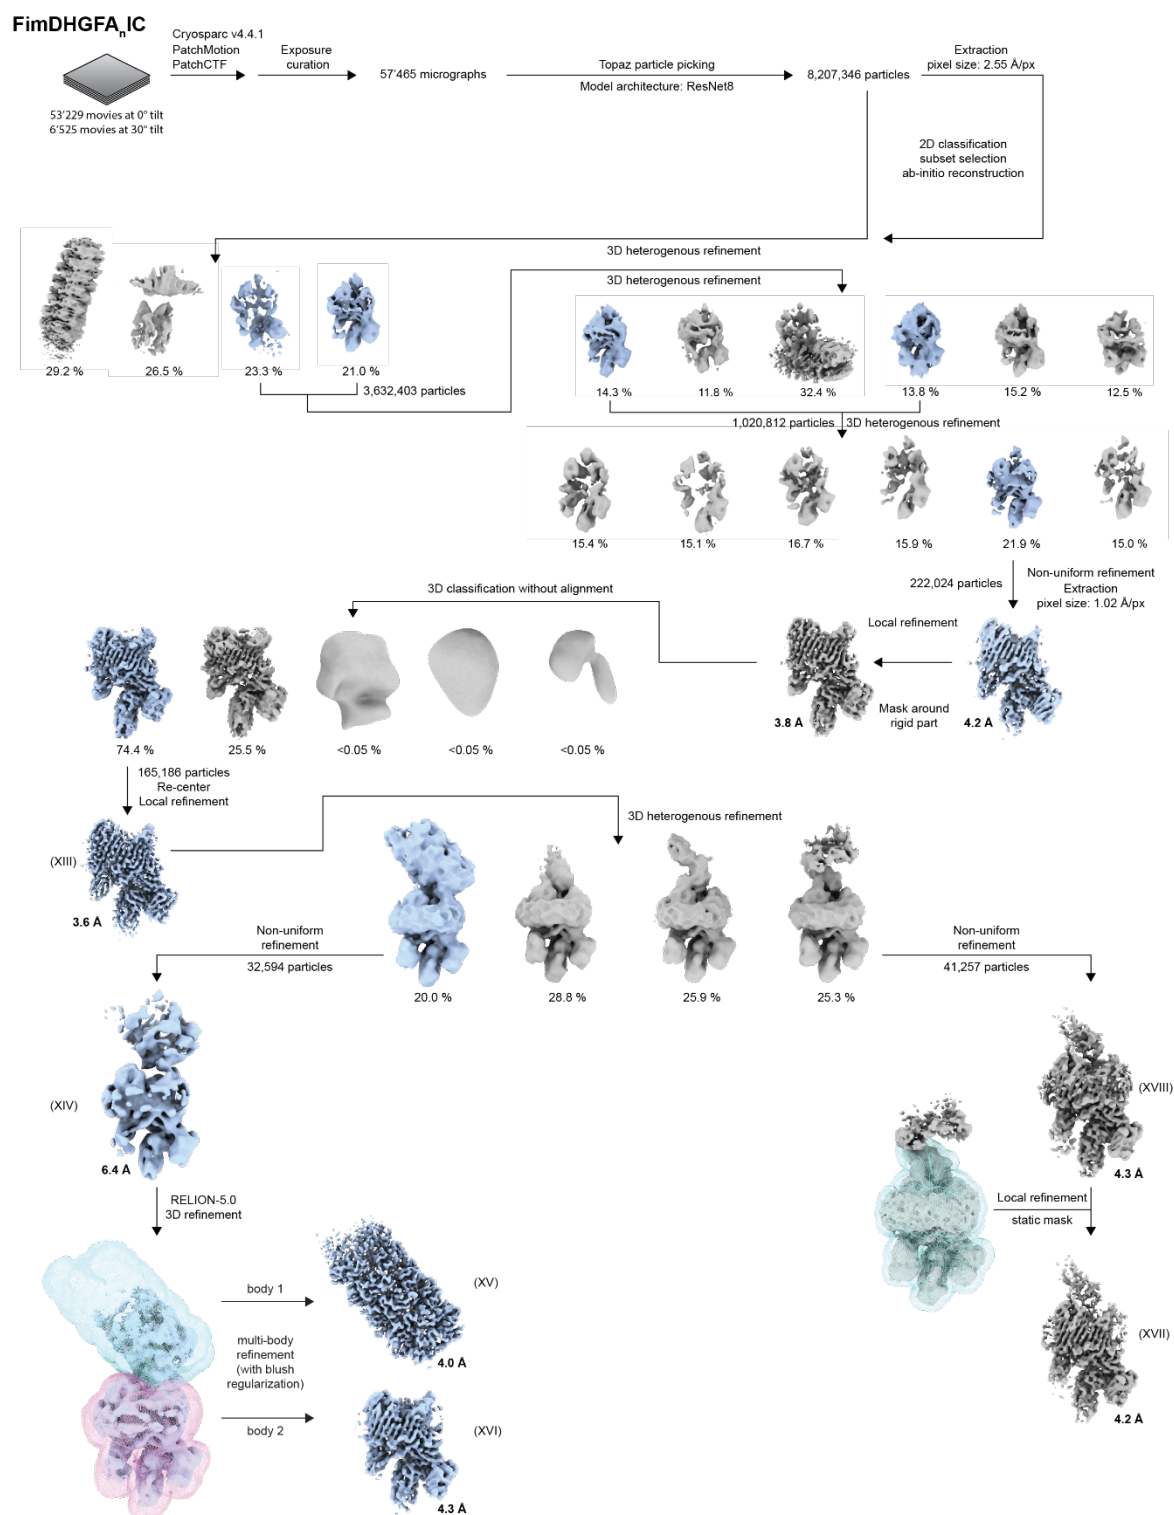 FimDHGFAnIC
Cryosparc v4.4.1
PatchMotion
PatchCTF
Exposure
curation
57'465 micrographs
Topaz particle picking
Model architecture: ResNet8
8,207,346 particles
Extraction
pixel size: 2.55 Å/px
53'229 movies at 0° tilt
6'525 movies at 30° tilt
2D classification
subset selection
ab-initio reconstruction
3D heterogenous refinement
3D heterogenous refinement
29.2 %
26.5 %
23.3 %
21.0 %
3,632,403 particles
14.3 %
11.8 %
32.4 %
13.8 %
15.2 %
12.5 %
1,020,812 particles
3D heterogenous refinement
15.4 %
15.1 %
16.7 %
15.9 %
21.9 %
15.0 %
222,024 particles
Non-uniform refinement
Extraction
pixel size: 1.02 Å/px
3D classification without alignment
Local refinement
Mask around
rigid part
3.8 Å
4.2 Å
74.4 %
25.5 %
<0.05 %
<0.05 %
<0.05 %
165,186 particles
Re-center
Local refinement
(XIII)
3.6 Å
3D heterogenous refinement
Non-uniform
refinement
32,594 particles
20.0 %
28.8 %
25.9 %
25.3 %
Non-uniform
refinement
41,257 particles
(XIV)
6.4 Å
(XVIII)
4.3 Å
RELION-5.0
3D refinement
Local refinement
static mask
body 1
(XV)
4.0 Å
multi-body
refinement
(with blush
regularization)
(XVII)
4.2 Å
body 2
(XVI)
4.3 Å